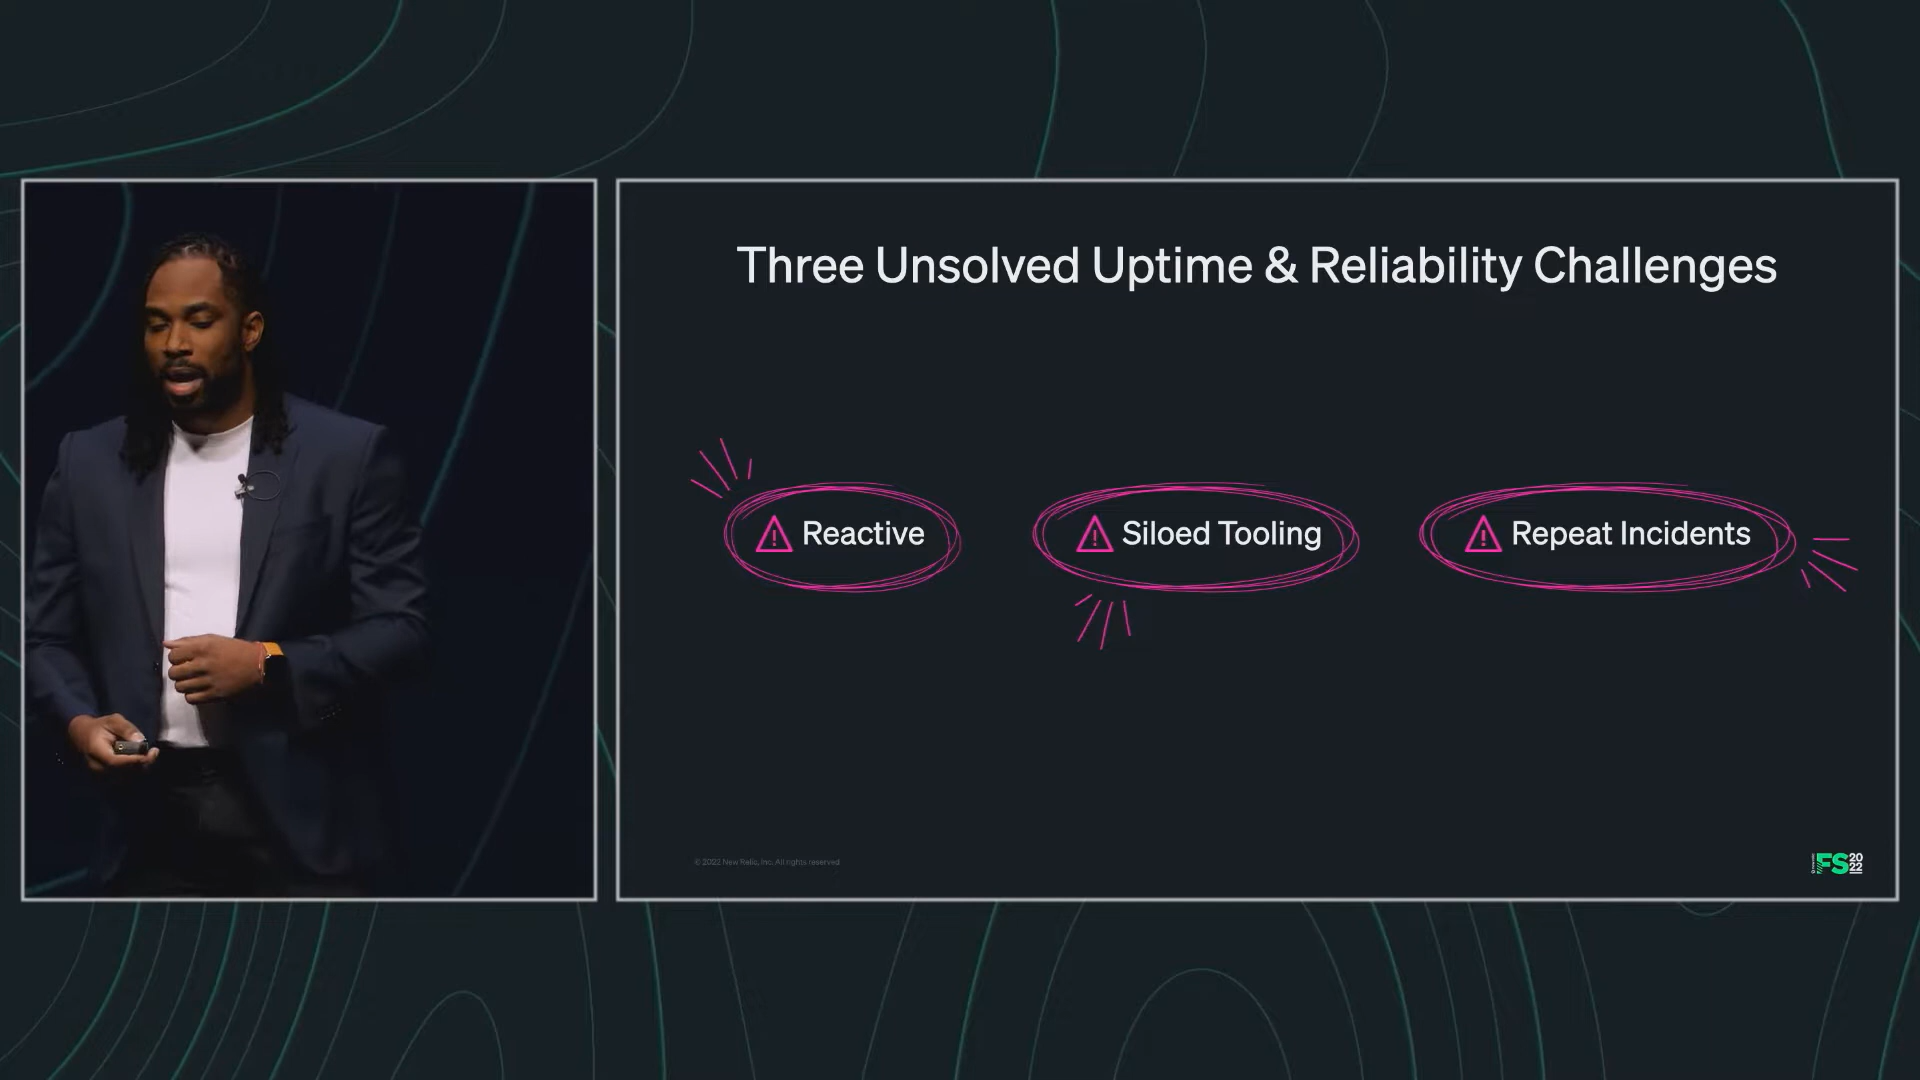 Three Unsolved Uptime & Reliability Challenges
Reactive
Siloed Tooling
Repeat Incidents
© 2022 New Relic, Inc. All rights reserved
FS
20
22